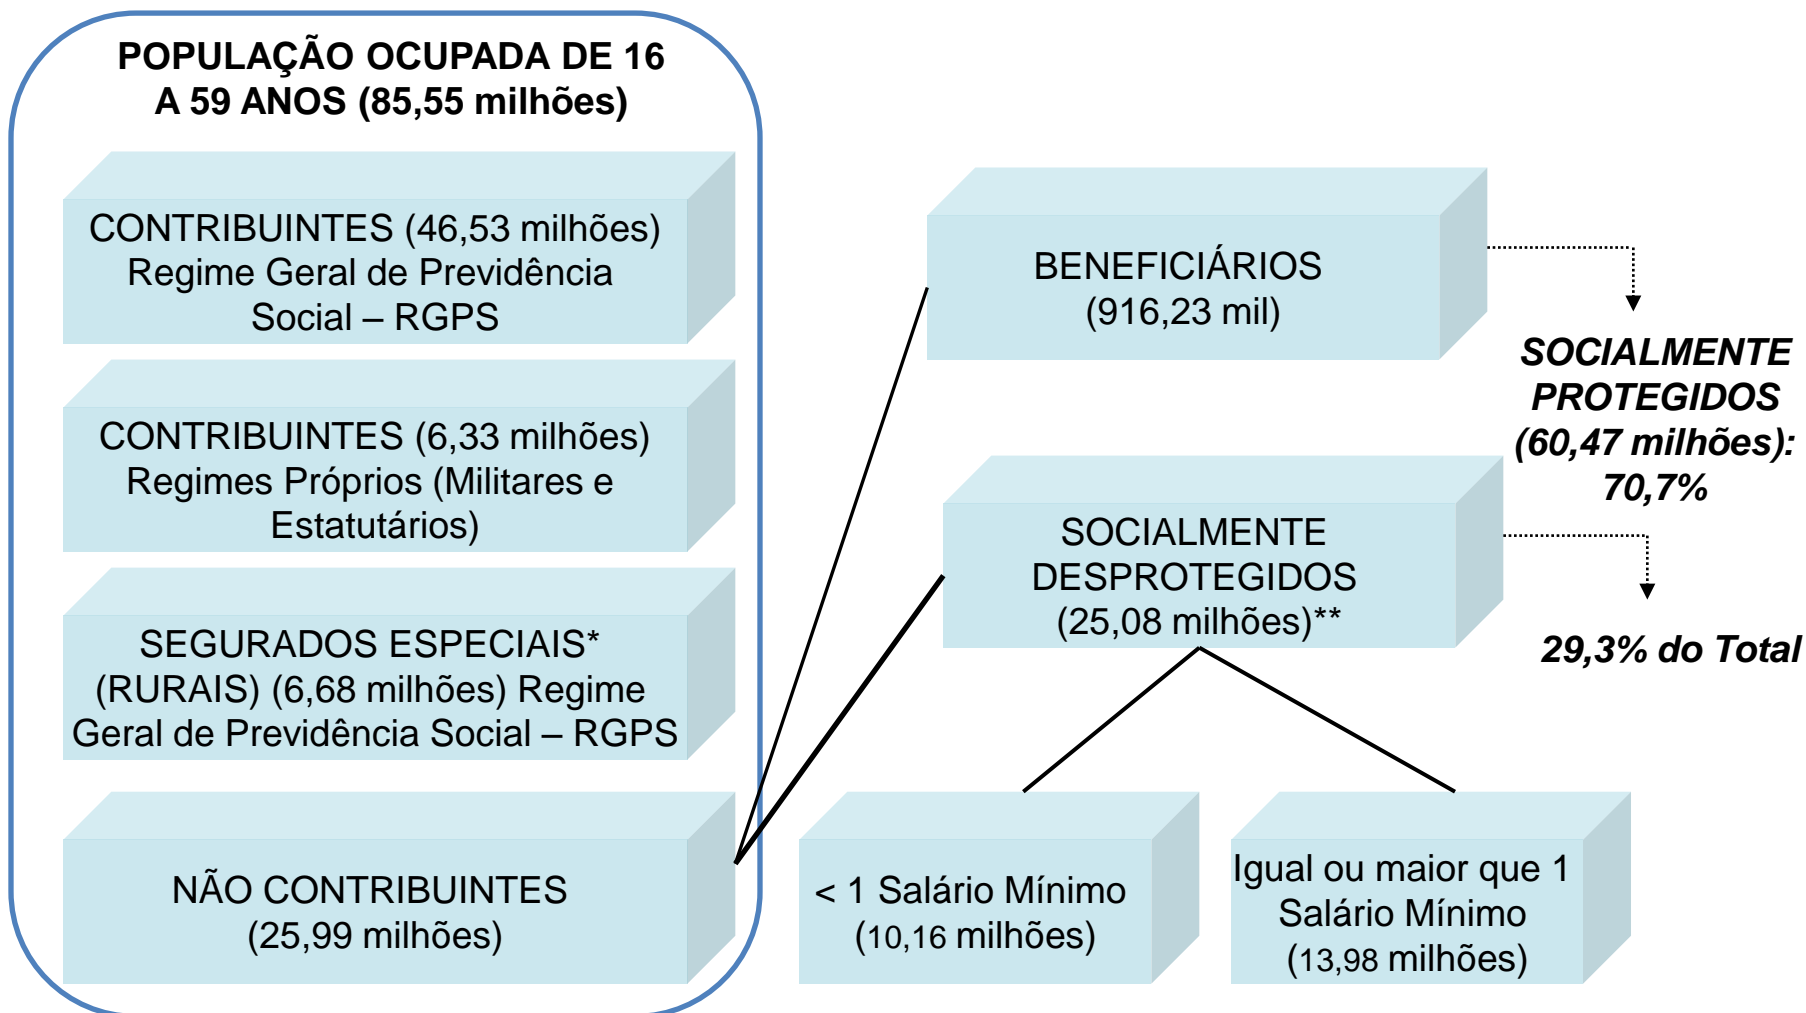 POPULAÇÃO OCUPADA DE 16
A 59 ANOS (85,55 milhões)
CONTRIBUINTES (46,53 milhões)
Regime Geral de Previdência
Social – RGPS
CONTRIBUINTES (6,33 milhões)
Regimes Próprios (Militares e
Estatutários)
SEGURADOS ESPECIAIS*
(RURAIS) (6,68 milhões) Regime
Geral de Previdência Social – RGPS
NÃO CONTRIBUINTES
(25,99 milhões)
BENEFICIÁRIOS
(916,23 mil)
SOCIALMENTE
PROTEGIDOS
(60,47 milhões):
70,7%
SOCIALMENTE
DESPROTEGIDOS
(25,08 milhões)**
29,3% do Total
< 1 Salário Mínimo
(10,16 milhões)
Igual ou maior que 1
Salário Mínimo
(13,98 milhões)